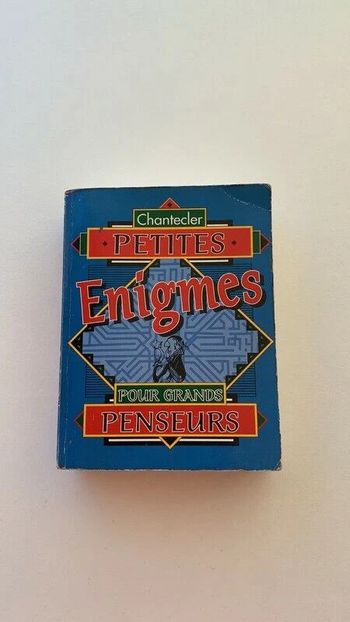 Chantecler
PETITES
Enigmes
POUR GRANDS
PENSEURS